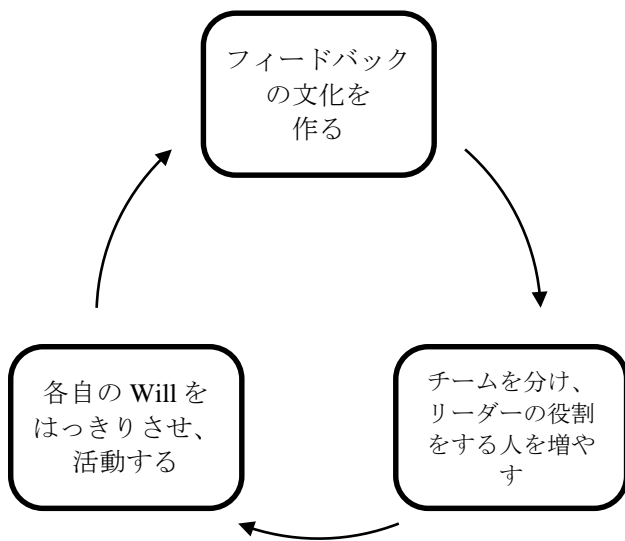 フィードバック
の文化を
作る
チームを分け、
リーダーの役割
をする人を増や
す
各自の Will を
はっきりさせ、
活動する